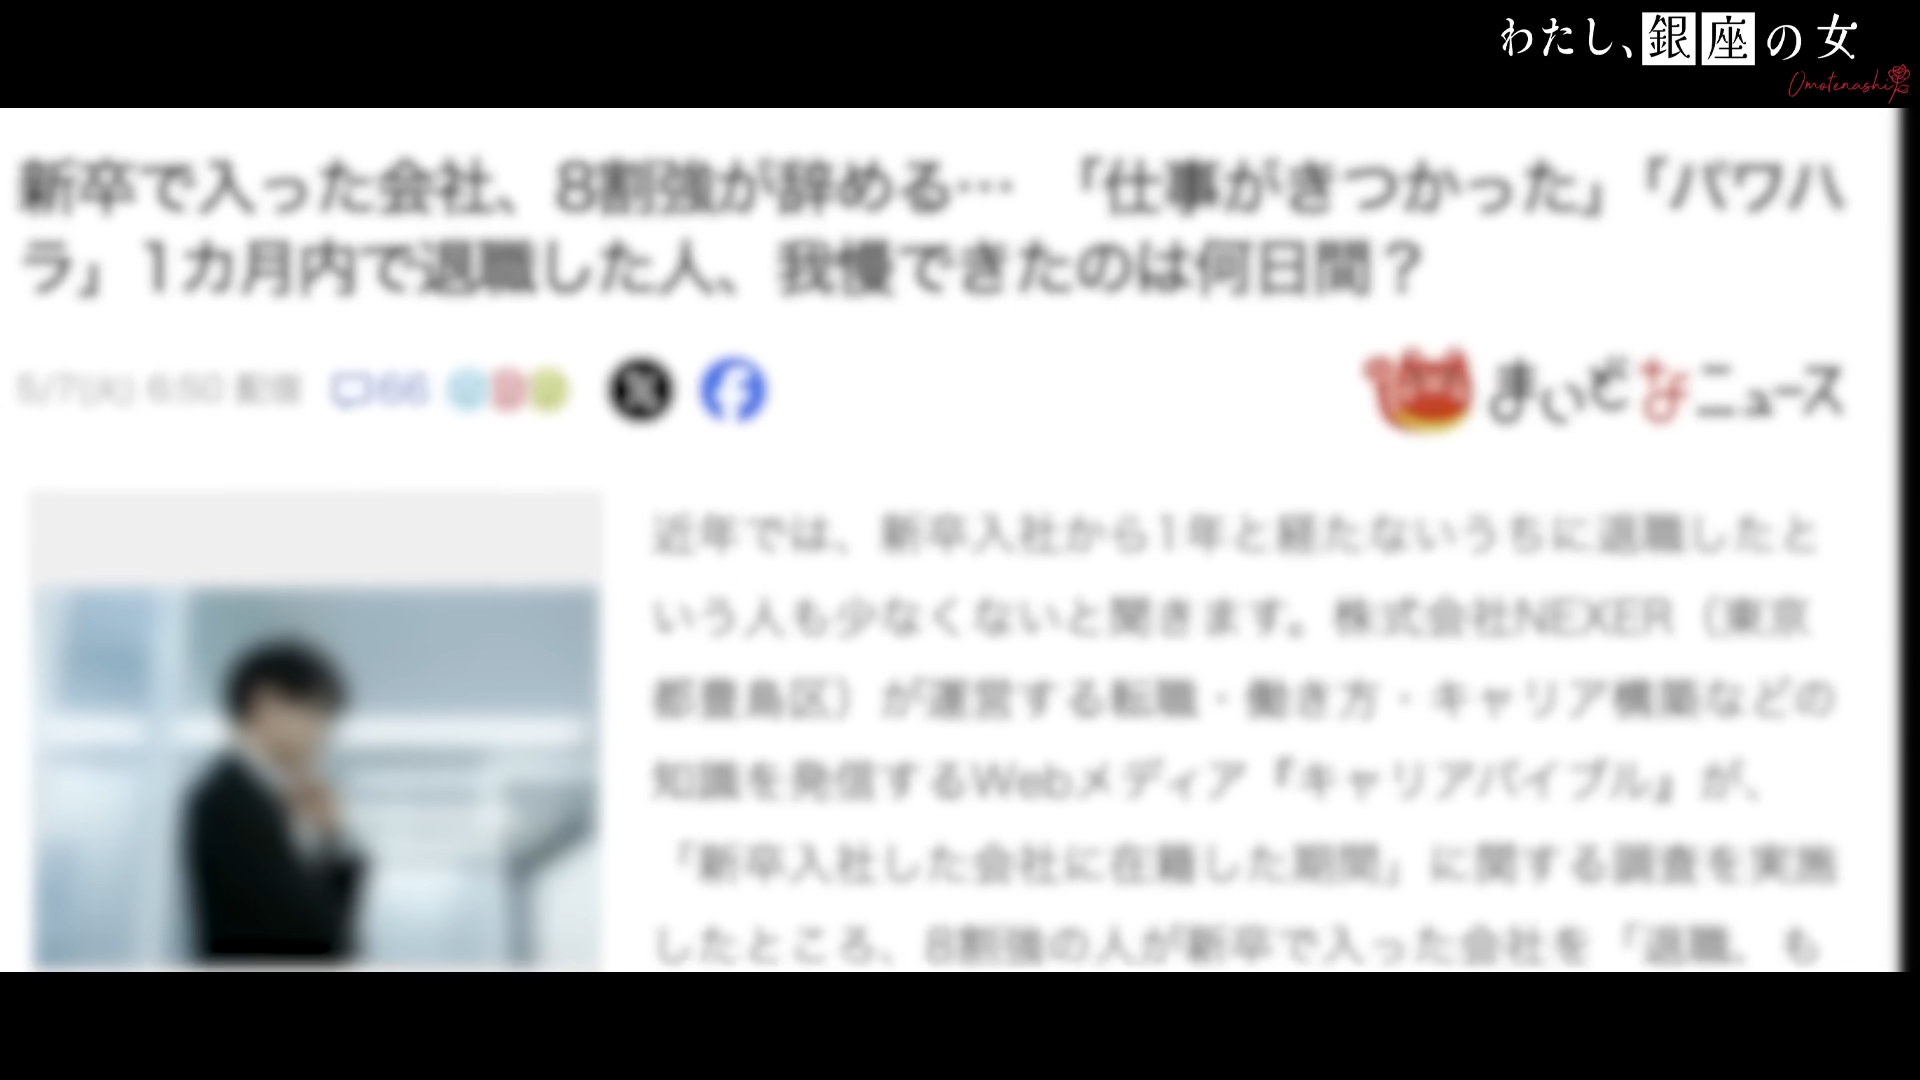 わたし、銀座の女
Omotenashi
新卒で入った会社、8割強が辞める… 「仕事がきつかった」「パワハ
ラ」1カ月内で退職した人、我慢できたのは何日間？
5/7(火) 6:50 配信 66
まいどなニュース
近年では、新卒入社から1年と経たないうちに退職したと
いう人も少なくないと聞きます。株式会社NEXER（東京
都豊島区）が運営する転職・働き方・キャリア構築などの
知識を発信するWebメディア『キャリアバイブル』が、
「新卒入社した会社に在籍した期間」に関する調査を実施
したところ、8割強の人が新卒で入った会社を「退職、も